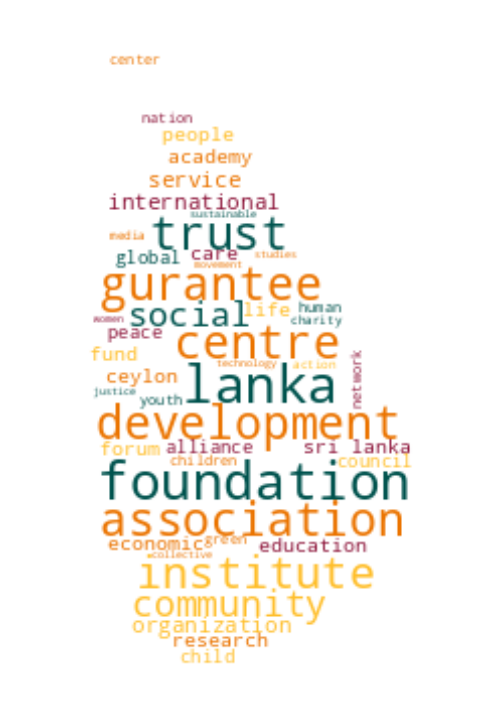 center
nation
people
academy
service
international
sustainable
trust
media
global care studies
movement
gurantee
women social life human
charity
peace
centre
fund
technology action
ceylon
lanka
network
justice
youth
development
forum alliance sri lanka
children council
foundation
association
economic green education
collective
institute
community
organization
research
child